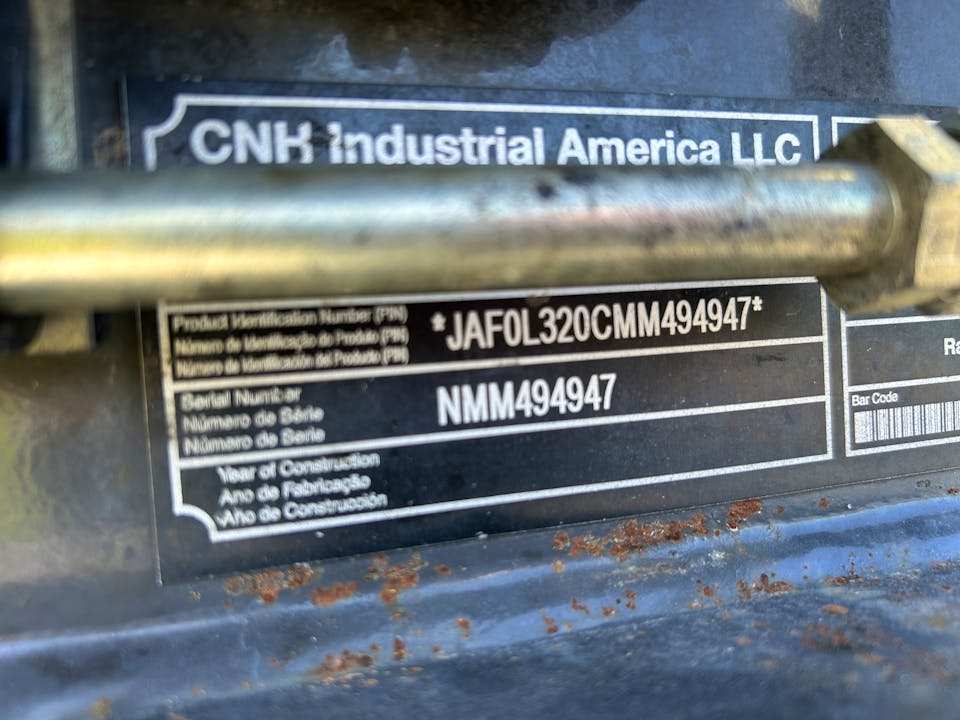 CNH Industrial America LLC
Product Identification Number (PIN)
Número de Identificação do Produto (PIN)
Número de Identificación del Producto (PIN)
*JAF0L320CMM494947*
Serial Number
Número de Série
Número de Serie
NMM494947
Year of Construction
Ano de Fabricação
Año de Construcción
Ra
Bar Code